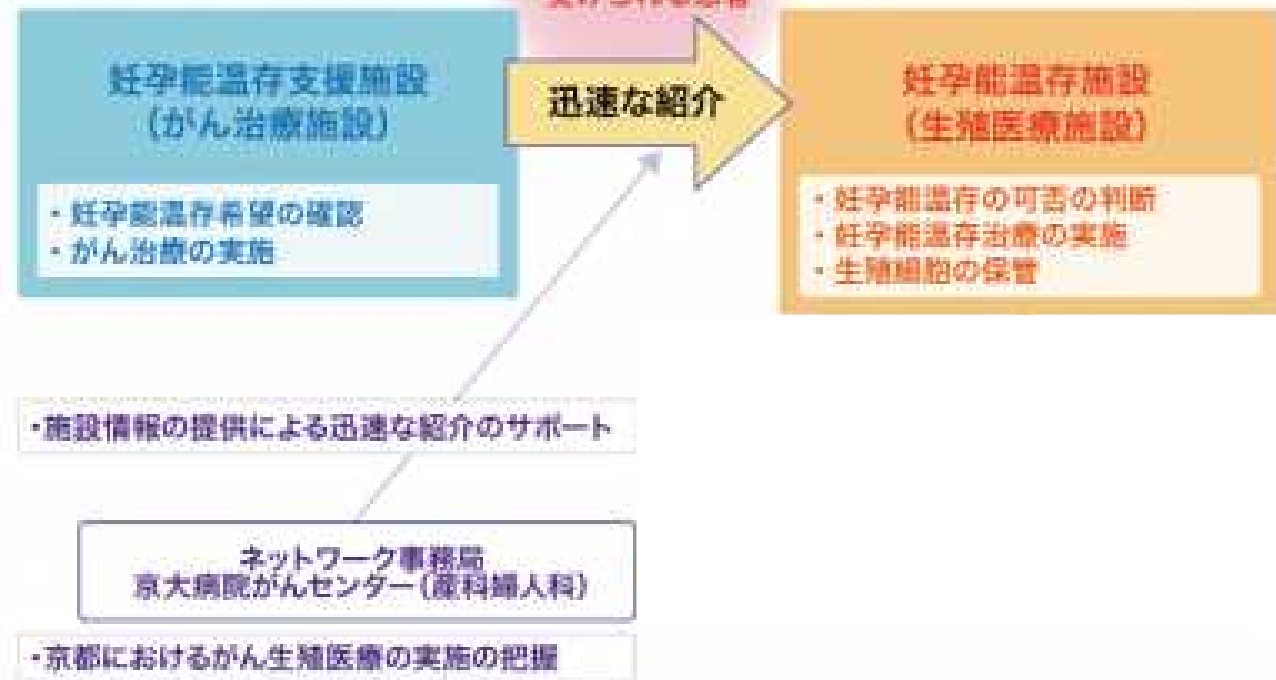 妊孕能温存支援施設
（がん治療施設）
・妊孕能温存希望の確認
・がん治療の実施
迅速な紹介
妊孕能温存施設
（生殖医療施設）
・妊孕能温存の可否の判断
・妊孕能温存治療の実施
・生殖細胞の保管
・施設情報の提供による迅速な紹介のサポート
ネットワーク事務局
京大病院がんセンター（産科婦人科）
・京都におけるがん生殖医療の実施の把握